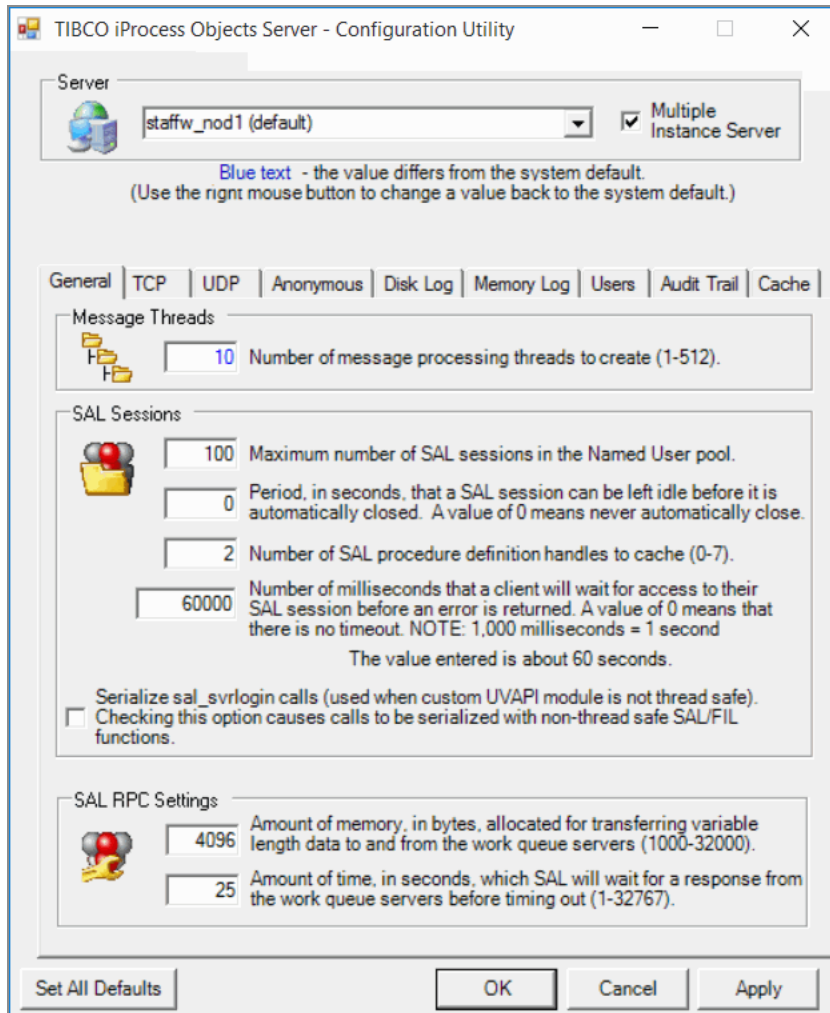 TIBCO iProcess Objects Server - Configuration Utility
Server
staffw_nod1 (default)
Multiple
Instance Server
Blue text - the value differs from the system default.
(Use the right mouse button to change a value back to the system default.)
General
TCP
UDP
Anonymous
Disk Log
Memory Log
Users
Audit Trail
Cache
Message Threads
10
Number of message processing threads to create (1-512).
SAL Sessions
100
Maximum number of SAL sessions in the Named User pool.
0
Period, in seconds, that a SAL session can be left idle before it is
automatically closed. A value of 0 means never automatically close.
2
Number of SAL procedure definition handles to cache (0-7).
60000
Number of milliseconds that a client will wait for access to their
SAL session before an error is returned. A value of 0 means that
there is no timeout. NOTE: 1,000 milliseconds = 1 second
The value entered is about 60 seconds.
Serialize sal_svrlogin calls (used when custom UVAPI module is not thread safe).
Checking this option causes calls to be serialized with non-thread safe SAL/FIL
functions.
SAL RPC Settings
4096
Amount of memory, in bytes, allocated for transferring variable
length data to and from the work queue servers (1000-32000).
25
Amount of time, in seconds, which SAL will wait for a response from
the work queue servers before timing out (1-32767).
Set All Defaults
OK
Cancel
Apply